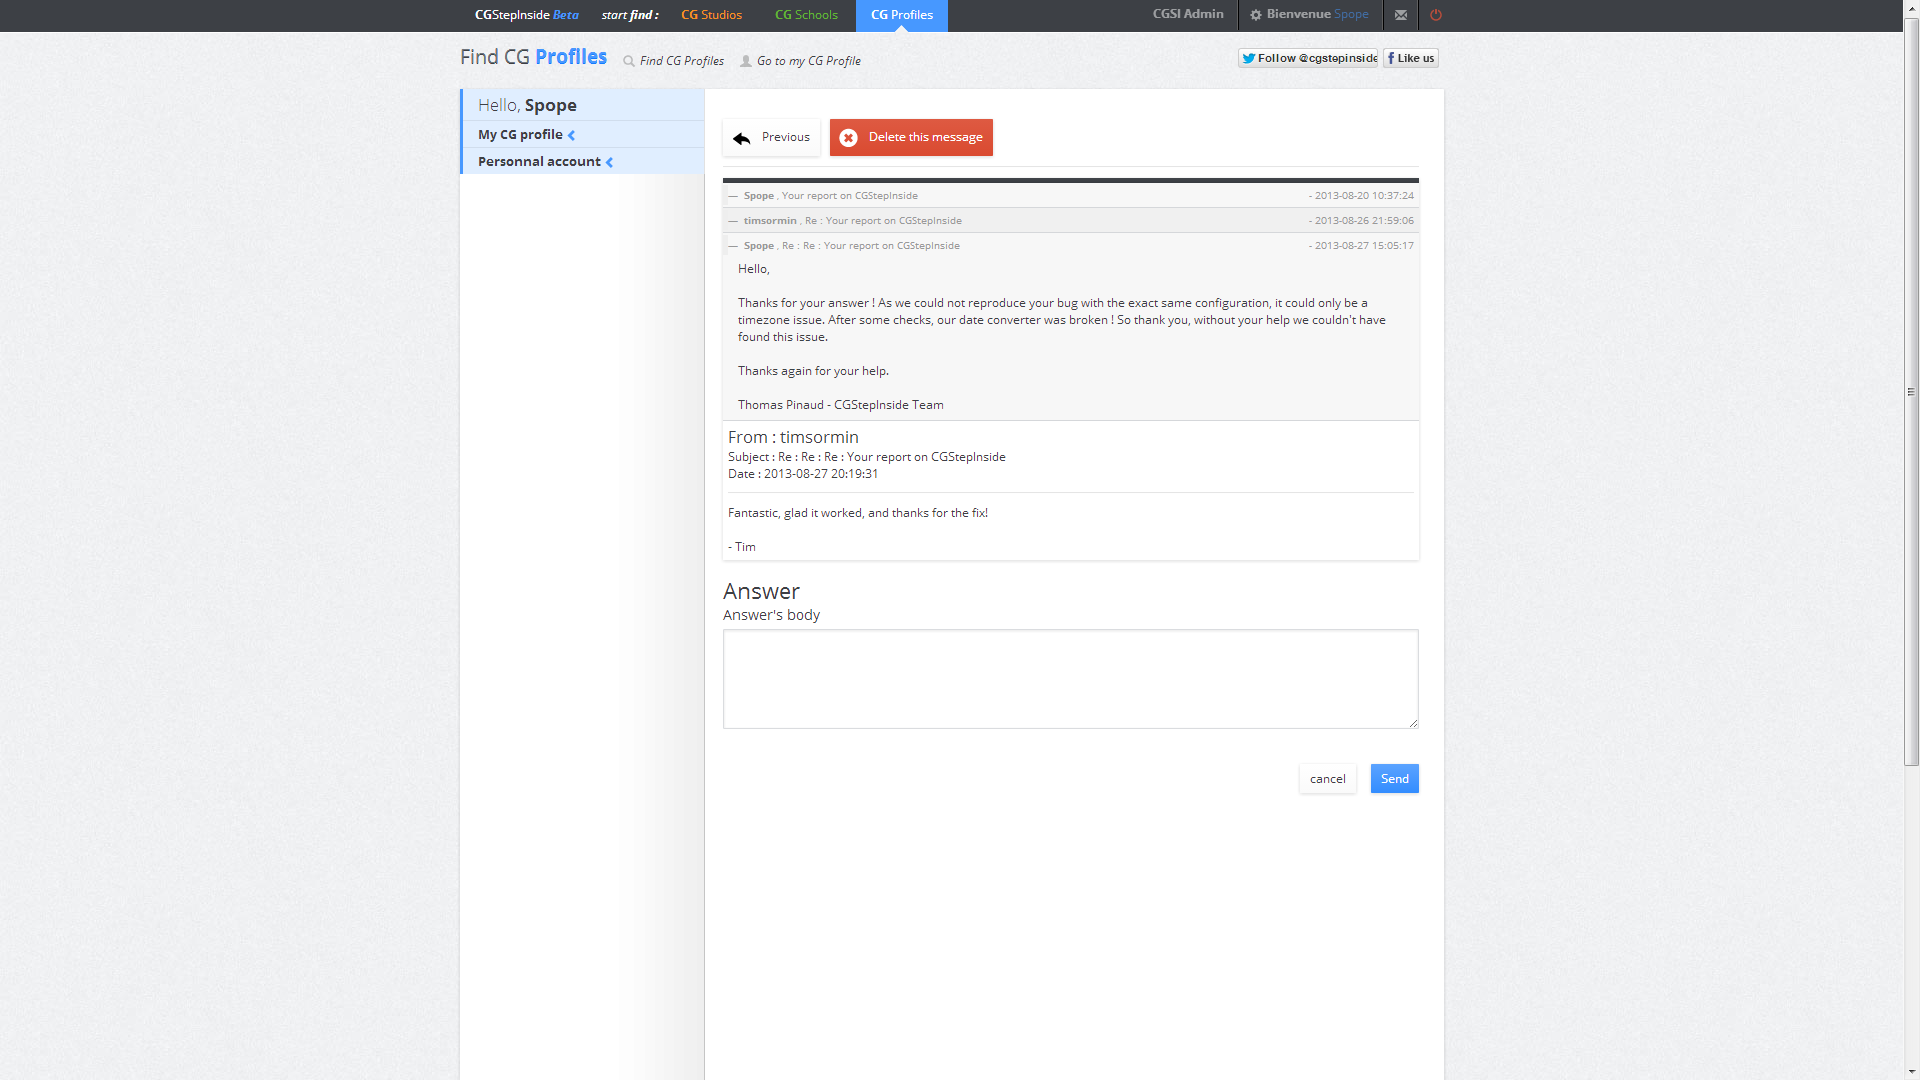 CGStepInside Beta start find : CG Studios CG Schools CG Profiles CGSI Admin Bienvenue Spope
Find CG Profiles Find CG Profiles Go to my CG Profile Follow @cgstepinside Like us
Hello, Spope
My CG profile
Personnal account
Previous Delete this message
— Spope , Your report on CGStepInside - 2013-08-20 10:37:24
— timsormin , Re : Your report on CGStepInside - 2013-08-26 21:59:06
— Spope , Re : Re : Your report on CGStepInside - 2013-08-27 15:05:17
Hello,
Thanks for your answer ! As we could not reproduce your bug with the exact same configuration, it could only be a
timezone issue. After some checks, our date converter was broken ! So thank you, without your help we couldn't have
found this issue.
Thanks again for your help.
Thomas Pinaud - CGStepInside Team
From : timsormin
Subject : Re : Re : Re : Your report on CGStepInside
Date : 2013-08-27 20:19:31
Fantastic, glad it worked, and thanks for the fix!
- Tim
Answer
Answer's body
cancel Send